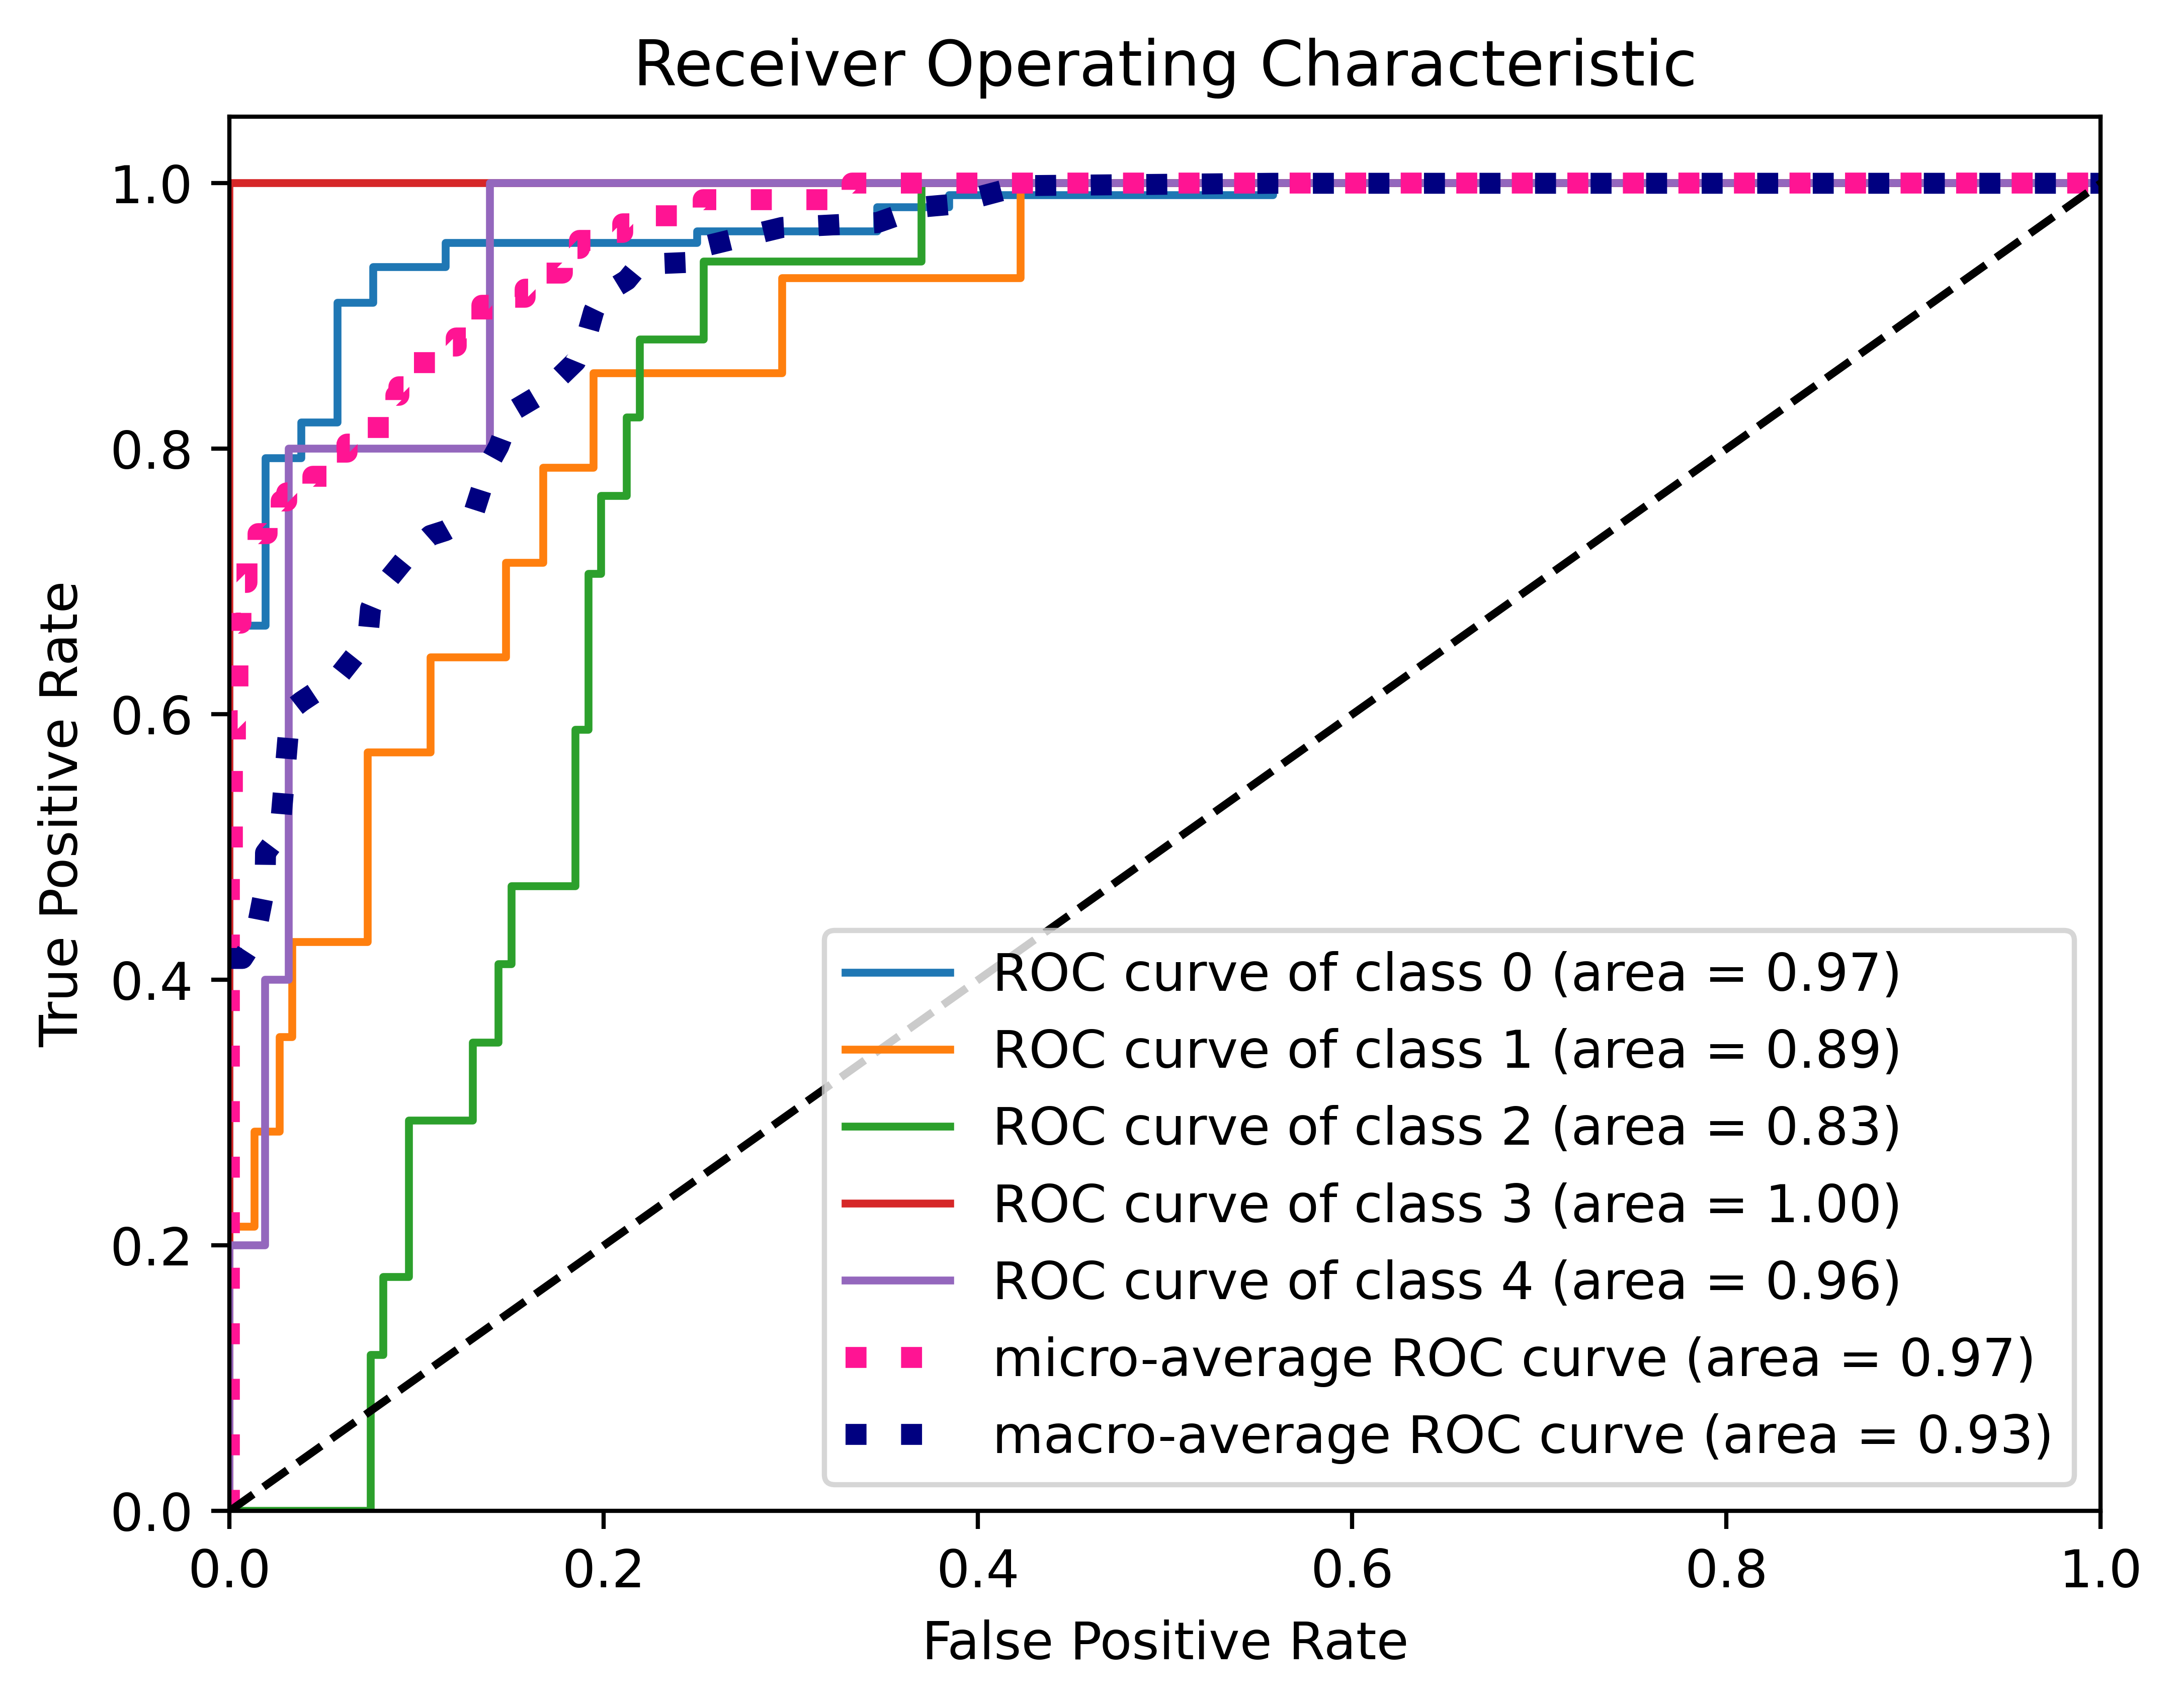 Receiver Operating Characteristic
True Positive Rate
1.0
0.8
0.6
0.4
0.2
0.0
ROC curve of class 0 (area = 0.97)
ROC curve of class 1 (area = 0.89)
ROC curve of class 2 (area = 0.83)
ROC curve of class 3 (area = 1.00)
ROC curve of class 4 (area = 0.96)
micro-average ROC curve (area = 0.97)
macro-average ROC curve (area = 0.93)
0.0 0.2 0.4 0.6 0.8 1.0
False Positive Rate